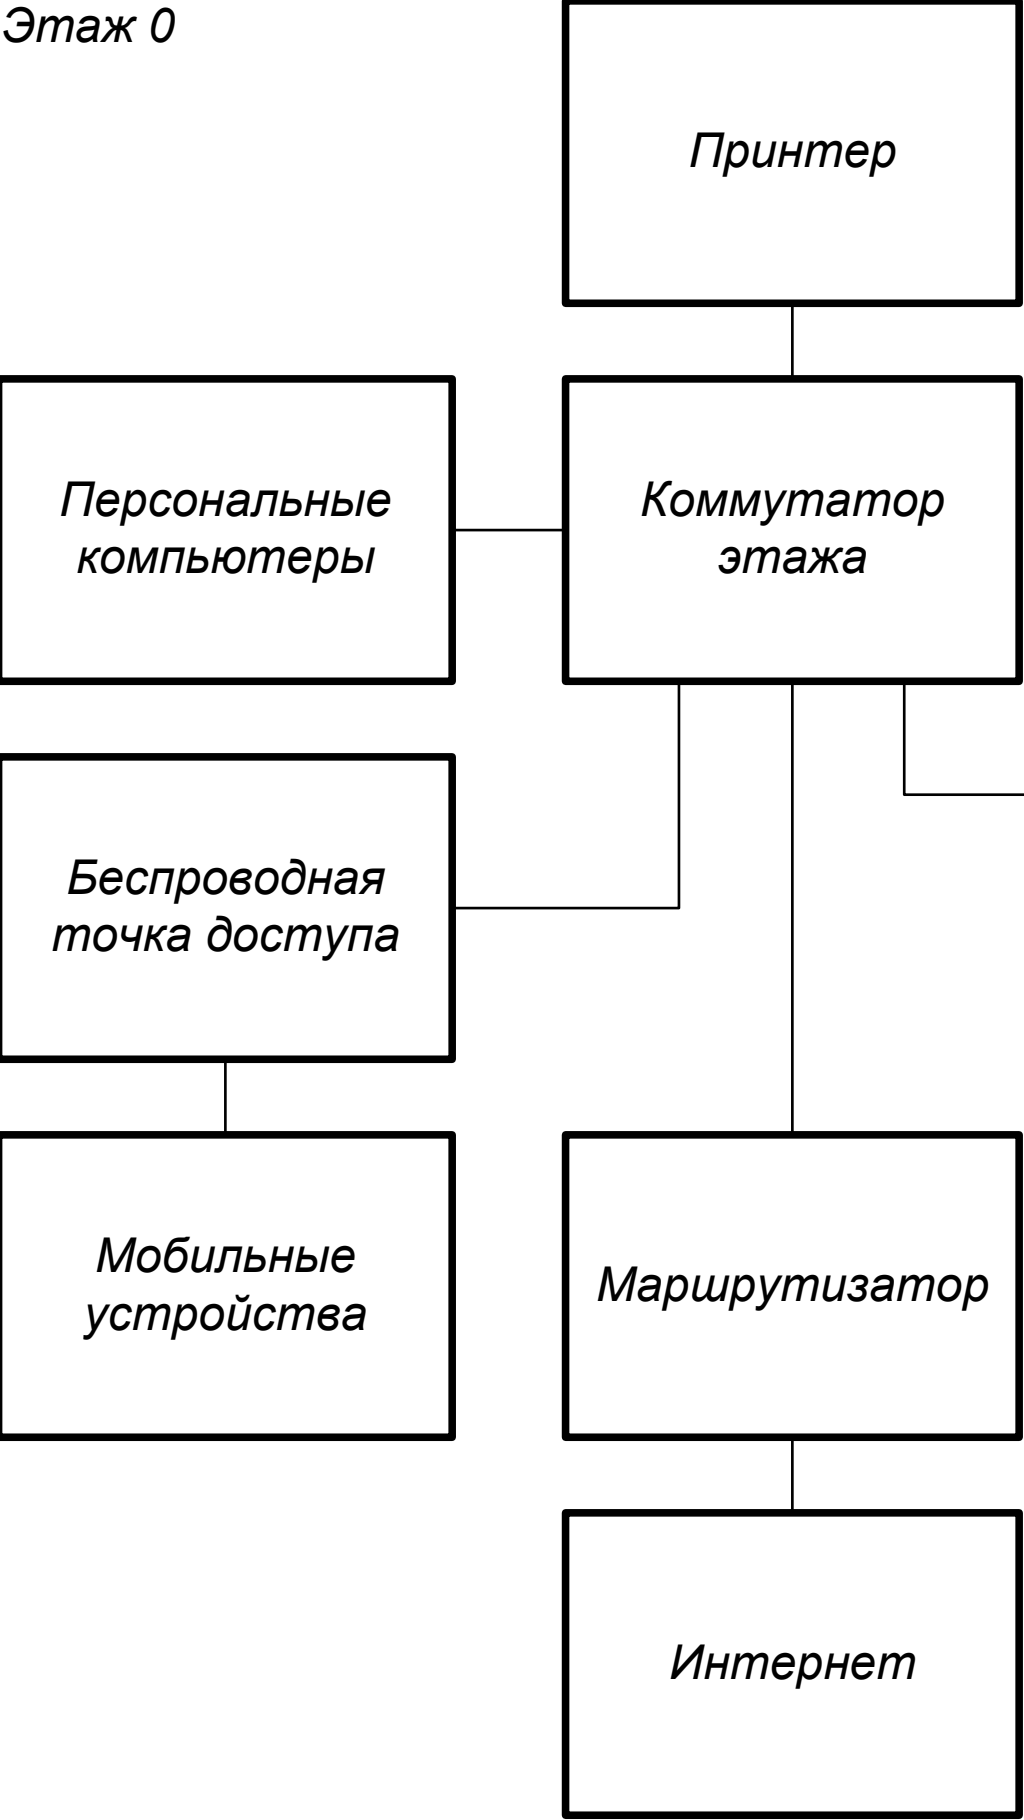 Этаж 0
Принтер
Персональные
компьютеры
Коммутатор
этажа
Беспроводная
точка доступа
Мобильные
устройства
Маршрутизатор
Интернет